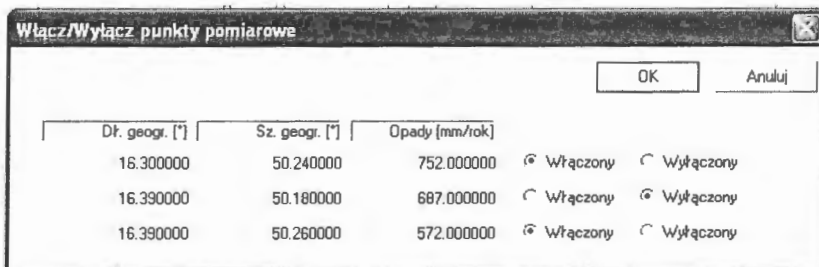 Włącz/Wyłącz punkty pomiarowe
OK Anuluj
Dł. geogr. [°] Sz. geogr. [°] Opady [mm/rok]
16.300000 50.240000 752.000000 Włączony Wyłączony
16.390000 50.180000 687.000000 Włączony Wyłączony
16.390000 50.260000 572.000000 Włączony Wyłączony